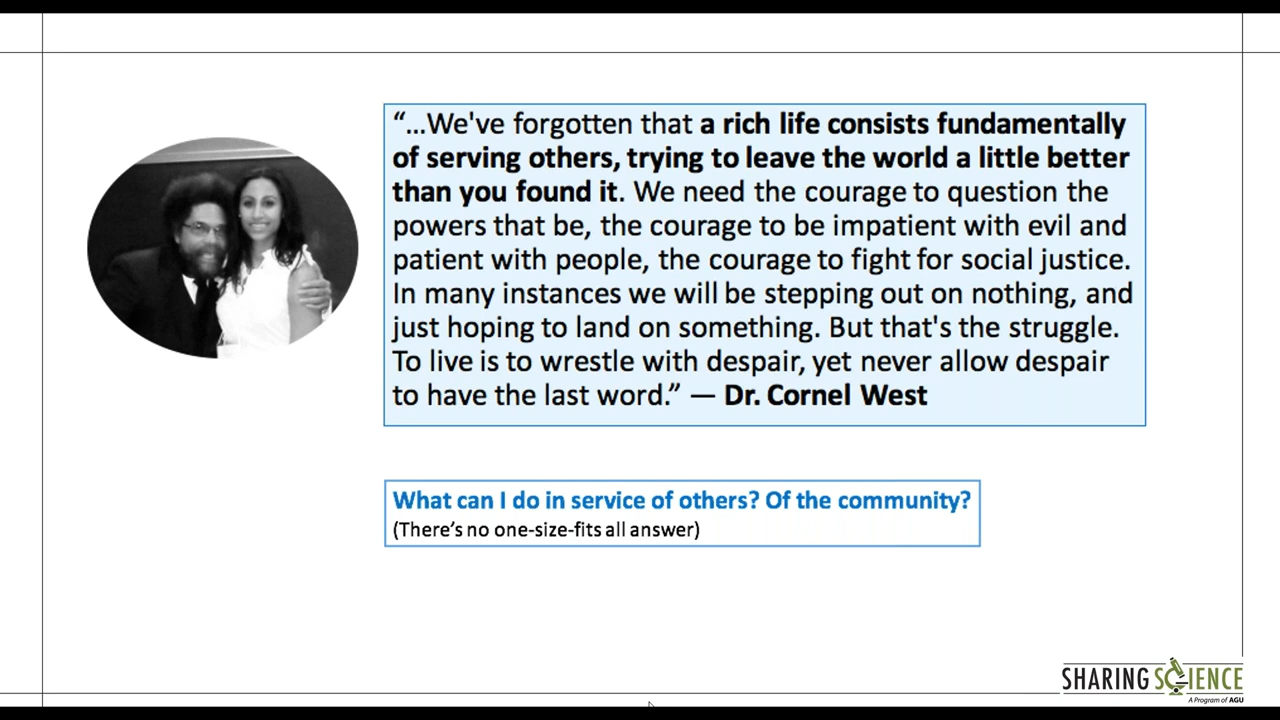 “...We've forgotten that a rich life consists fundamentally
of serving others, trying to leave the world a little better
than you found it. We need the courage to question the
powers that be, the courage to be impatient with evil and
patient with people, the courage to fight for social justice.
In many instances we will be stepping out on nothing, and
just hoping to land on something. But that's the struggle.
To live is to wrestle with despair, yet never allow despair
to have the last word.” — Dr. Cornel West
What can I do in service of others? Of the community?
(There’s no one-size-fits all answer)
SHARING SCIENCE
A Program of AGU